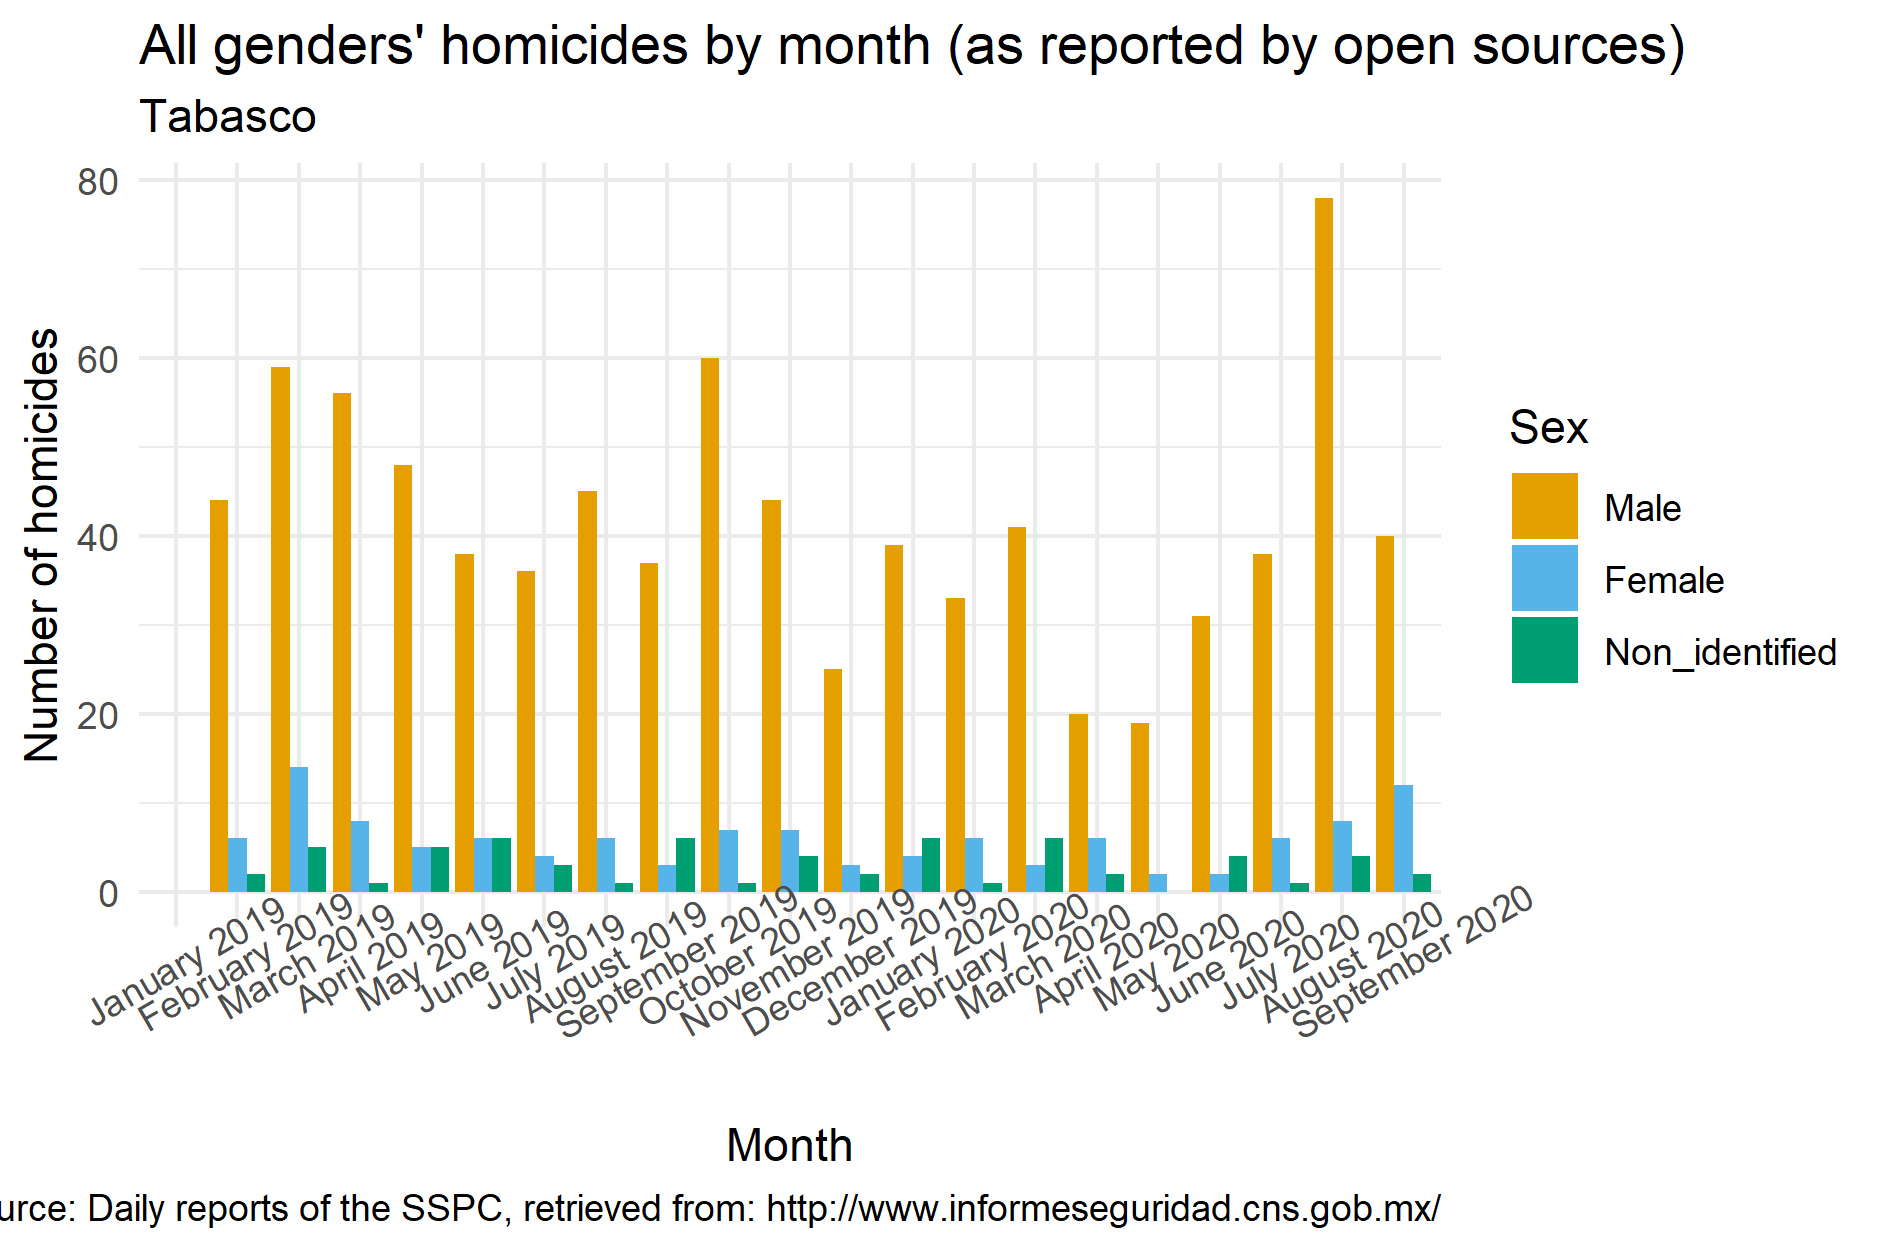 All genders' homicides by month (as reported by open sources)
Tabasco
80
60
40
20
0
Number of homicides
January 2019
February 2019
March 2019
April 2019
May 2019
June 2019
July 2019
August 2019
September 2019
October 2019
November 2019
December 2019
January 2020
February 2020
March 2020
April 2020
May 2020
June 2020
July 2020
August 2020
September 2020
Month
Sex
Male
Female
Non_identified
urce: Daily reports of the SSPC, retrieved from: http://www.informeseguridad.cns.gob.mx/